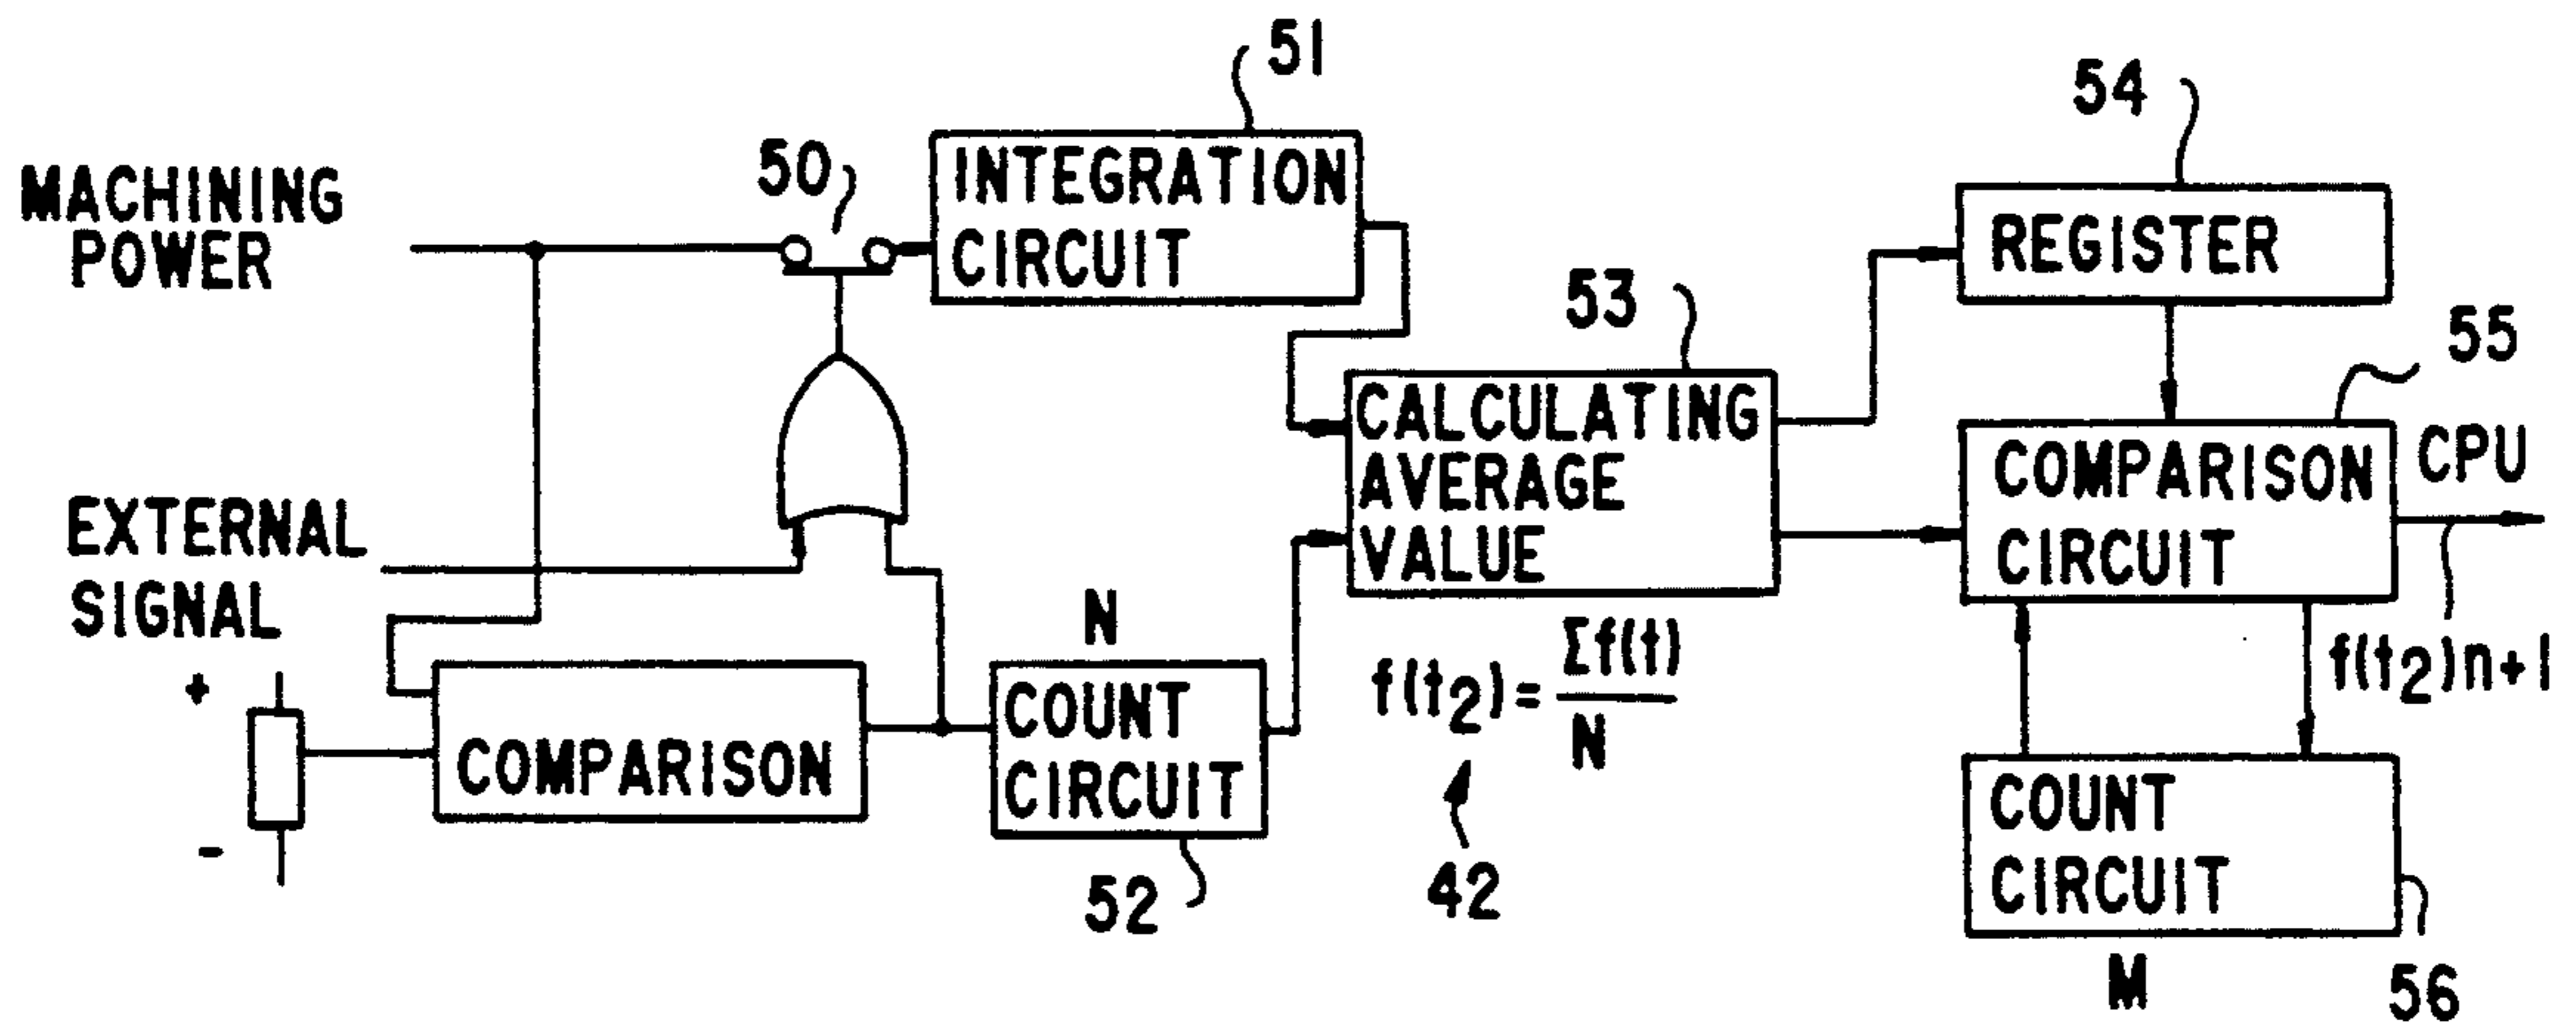 51
54
50
MACHINING
POWER
INTEGRATION
CIRCUIT
REGISTER
53
55
CALCULATING
AVERAGE
VALUE
COMPARISON
CIRCUIT
CPU
EXTERNAL
SIGNAL
N
f(t2)= Σf(t)
N
f(t2)n+1
+
-
COMPARISON
COUNT
CIRCUIT
52
42
COUNT
CIRCUIT
M
56